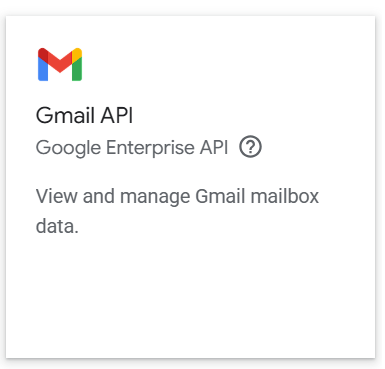 Gmail API
Google Enterprise API
View and manage Gmail mailbox
data.